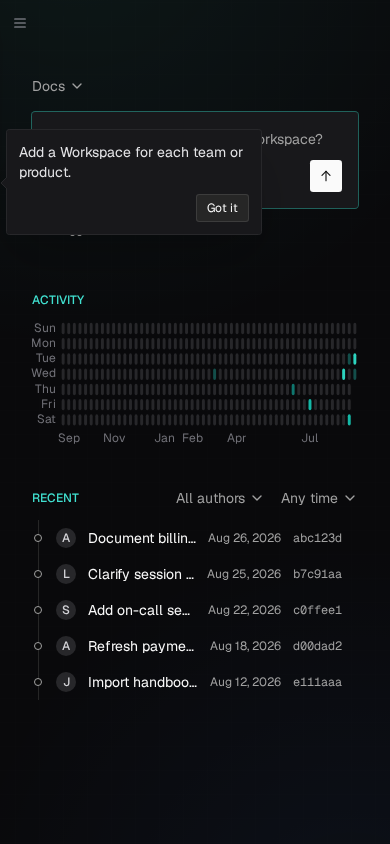 Docs
orkspace?
Add a Workspace for each team or
product.
Got it
ACTIVITY
Sun
Mon
Tue
Wed
Thu
Fri
Sat
Sep Nov Jan Feb Apr Jul
RECENT All authors Any time
A Document billin... Aug 26, 2026 abc123d
L Clarify session ... Aug 25, 2026 b7c91aa
S Add on-call se... Aug 22, 2026 c0ffee1
A Refresh payme... Aug 18, 2026 d00dad2
J Import handboo... Aug 12, 2026 e111aaa